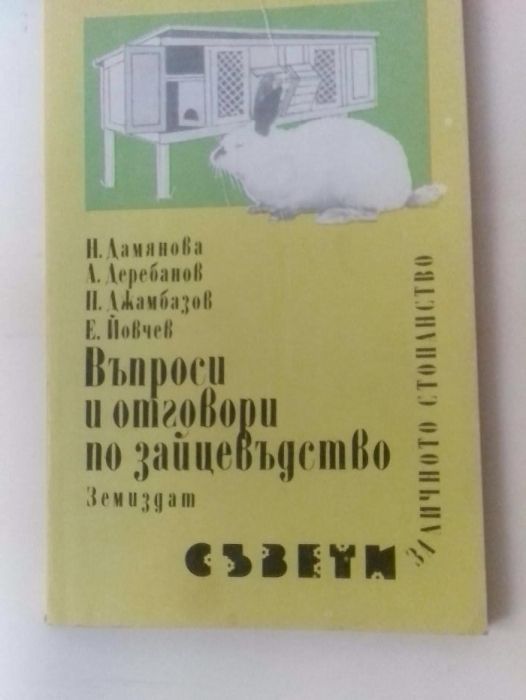 Н. Дамянова
А. Деребанов
Н. Джамбазов
Е. Йовчев
Въпроси
и отговори
по зайцевъдство
Земиздат
СЪВЕТИ
ЗА ЛИЧНОТО СТОПАНСТВО